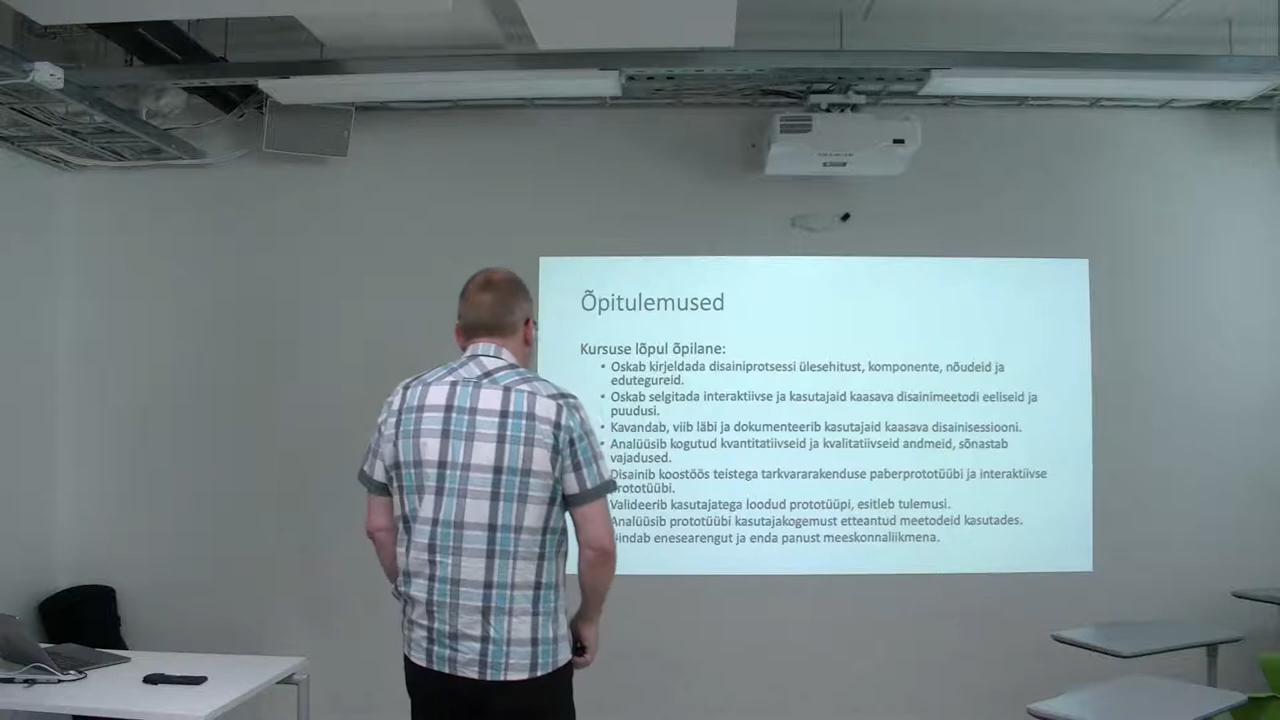 Õpitulemused
Kursuse lõpul õpilane:
• Oskab kirjeldada disainiprotsessi ülesehitust, komponente, nõudeid ja
edutegureid.
• Oskab selgitada interaktiivse ja kasutajaid kaasava disainimeetodi eeliseid ja
puudusi.
• Kavandab, viib läbi ja dokumenteerib kasutajaid kaasava disainisessiooni.
• Analüüsib kogutud kvantitatiivseid ja kvalitatiivseid andmeid, sõnastab
vajadused.
Disainib koostöös teistega tarkvararakenduse paberprototüübi ja interaktiivse
rototüübi.
Valideerib kasutajatega loodud prototüüpi, esitleb tulemusi.
Analüüsib prototüübi kasutajakogemust etteantud meetodeid kasutades.
indab enesearengut ja enda panust meeskonnaliikmena.